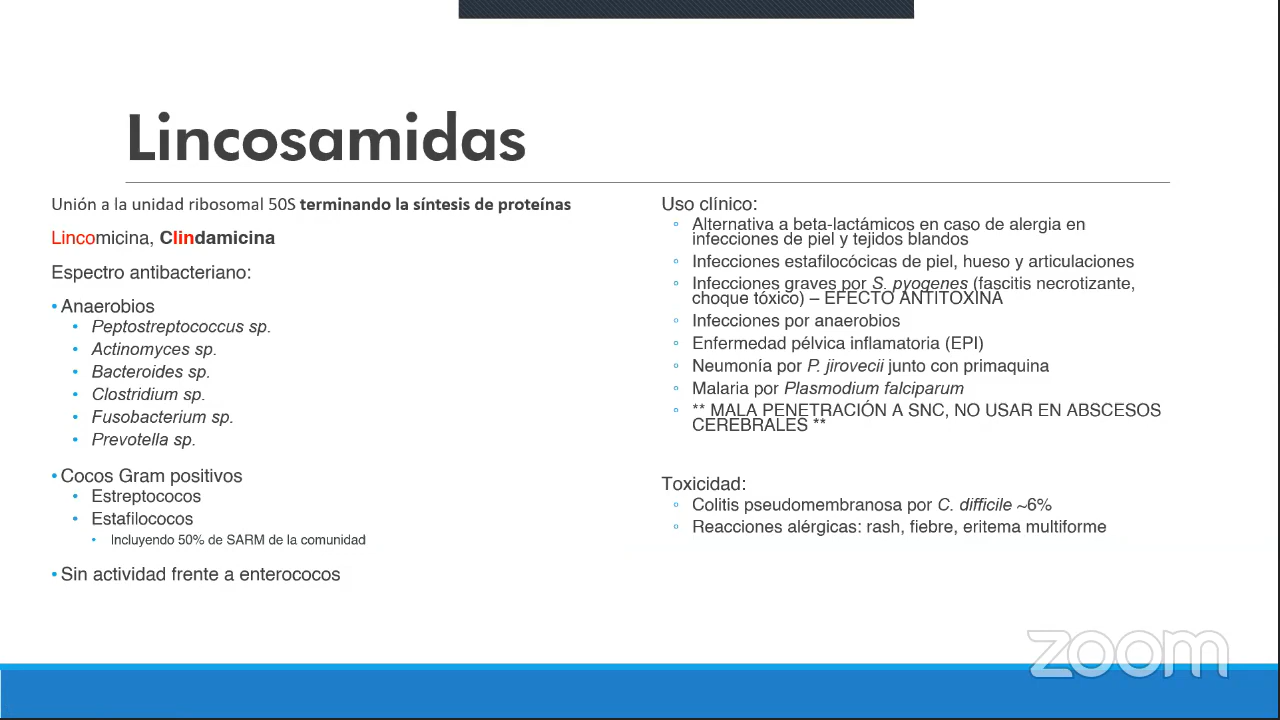 Lincosamidas
Unión a la unidad ribosomal 50S terminando la síntesis de proteínas
Lincomicina, Clindamicina
Espectro antibacteriano:
• Anaerobios
• Peptostreptococcus sp.
• Actinomyces sp.
• Bacteroides sp.
• Clostridium sp.
• Fusobacterium sp.
• Prevotella sp.
• Cocos Gram positivos
• Estreptococos
• Estafilococos
• Incluyendo 50% de SARM de la comunidad
• Sin actividad frente a enterococos
Uso clínico:
◦ Alternativa a beta-lactámicos en caso de alergia en
infecciones de piel y tejidos blandos
◦ Infecciones estafilocócicas de piel, hueso y articulaciones
◦ Infecciones graves por S. pyogenes (fascitis necrotizante,
choque tóxico) – EFECTO ANTITOXINA
◦ Infecciones por anaerobios
◦ Enfermedad pélvica inflamatoria (EPI)
◦ Neumonía por P. jirovecii junto con primaquina
◦ Malaria por Plasmodium falciparum
◦ ** MALA PENETRACIÓN A SNC, NO USAR EN ABSCESOS
CEREBRALES **
Toxicidad:
◦ Colitis pseudomembranosa por C. difficile ~6%
◦ Reacciones alérgicas: rash, fiebre, eritema multiforme
zoom